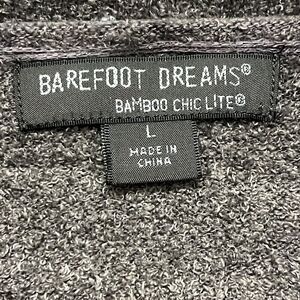 BAREFOOT DREAMS®
BAMBOO CHIC LITE®
L
MADE IN
CHINA